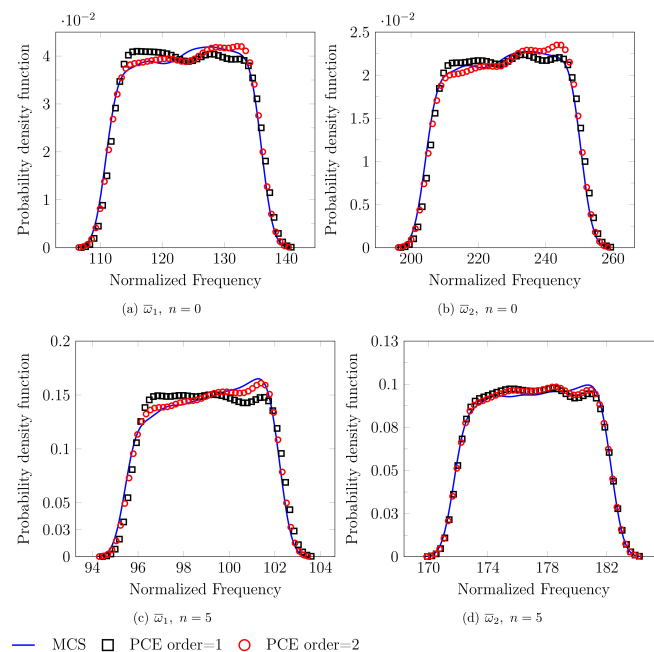 ·10⁻²
Probability density function
4
2
1
0
110
120
130
140
Normalized Frequency
(a) ω̅₁, n = 0
·10⁻²
Probability density function
2.5
2
1.5
1
0.5
0
200
220
240
260
Normalized Frequency
(b) ω̅₂, n = 0
Probability density function
0.2
0.15
0.1
0.05
0.03
0
94
96
98
100
102
104
Normalized Frequency
(c) ω̅₁, n = 5
Probability density function
0.13
0.1
0.08
0.05
0.03
0
170
174
178
182
Normalized Frequency
(d) ω̅₂, n = 5
MCS
PCE order=1
PCE order=2